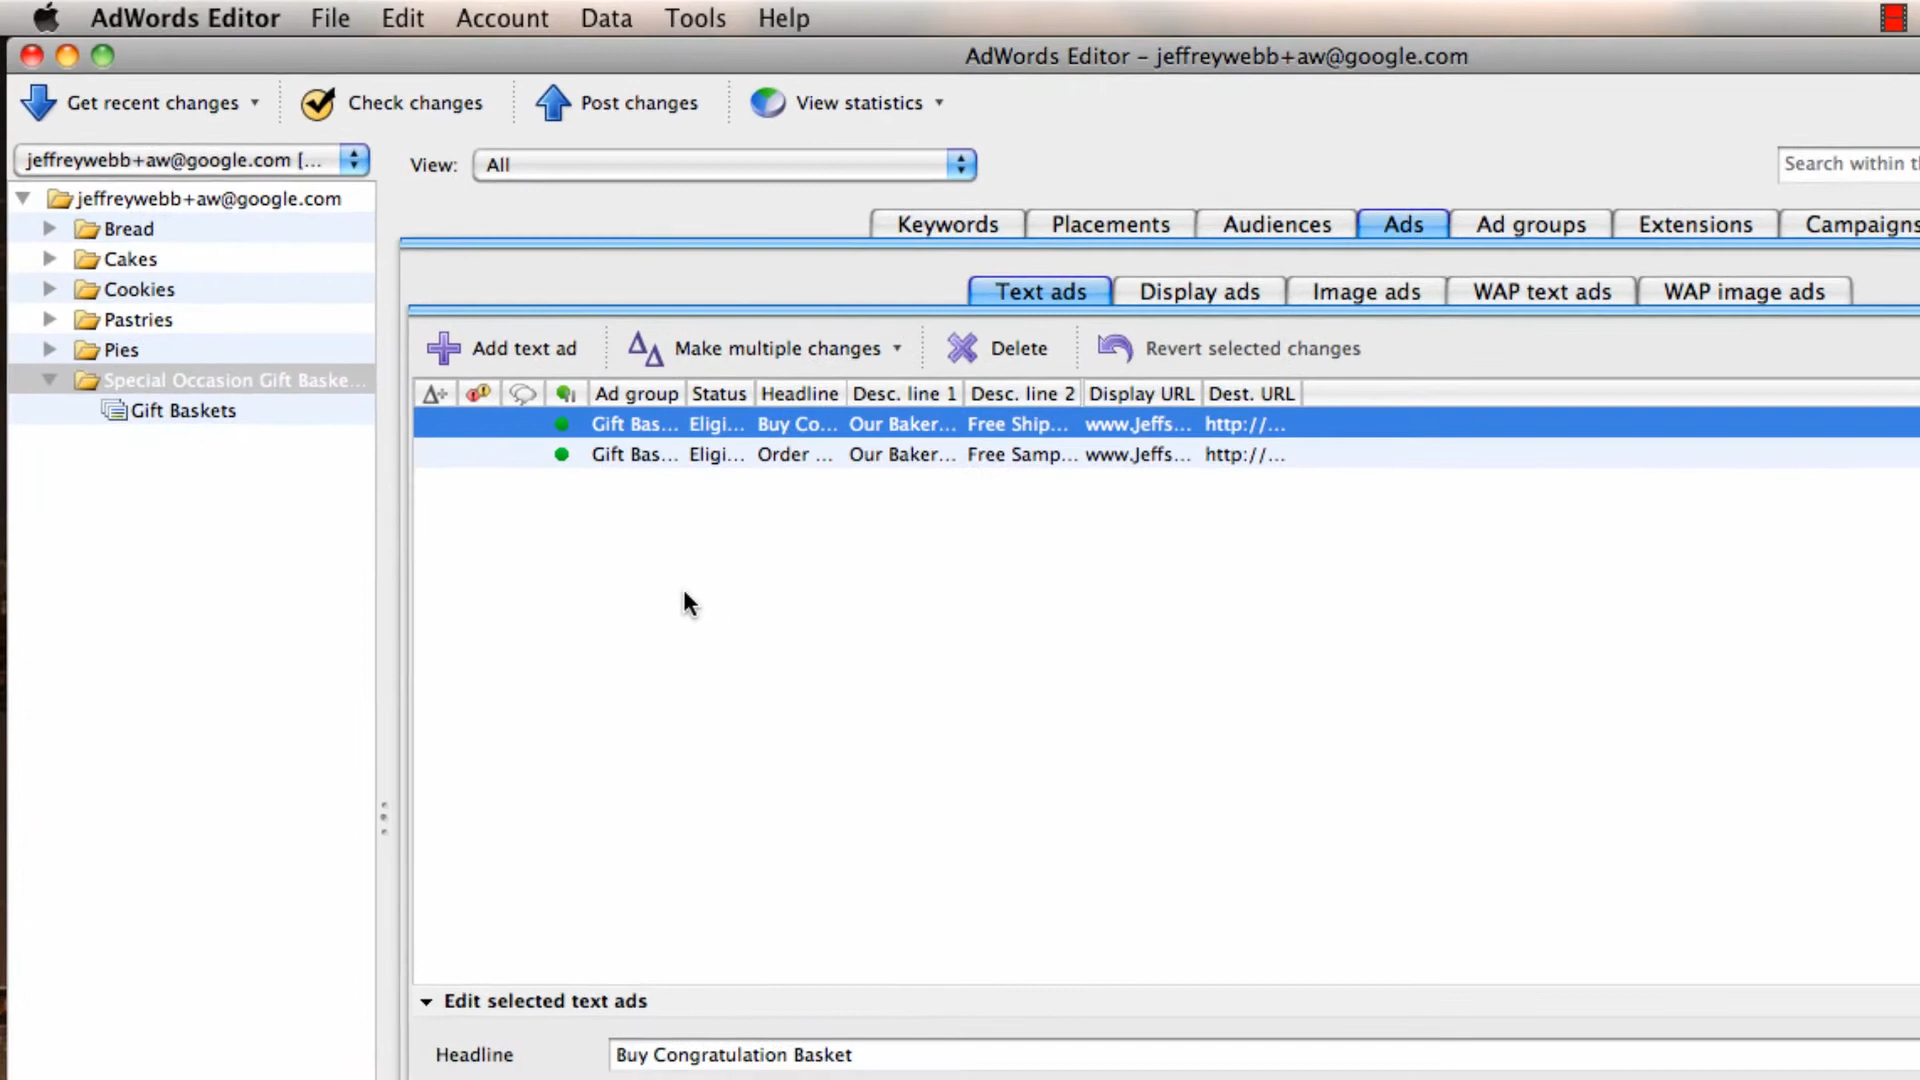 AdWords Editor File Edit Account Data Tools Help
AdWords Editor – jeffreywebb+aw@google.com
Get recent changes Check changes Post changes View statistics
jeffreywebb+aw@google.com [... View: All Search within th
jeffreywebb+aw@google.com
Bread
Cakes
Cookies
Pastries
Pies
Special Occasion Gift Baske...
Gift Baskets
Keywords Placements Audiences Ads Ad groups Extensions Campaigns
Text ads Display ads Image ads WAP text ads WAP image ads
Add text ad Make multiple changes Delete Revert selected changes
Ad group Status Headline Desc. line 1 Desc. line 2 Display URL Dest. URL
Gift Bas... Eligi... Buy Co... Our Baker... Free Ship... www.Jeffs... http://...
Gift Bas... Eligi... Order ... Our Baker... Free Samp... www.Jeffs... http://...
Edit selected text ads
Headline Buy Congratulation Basket